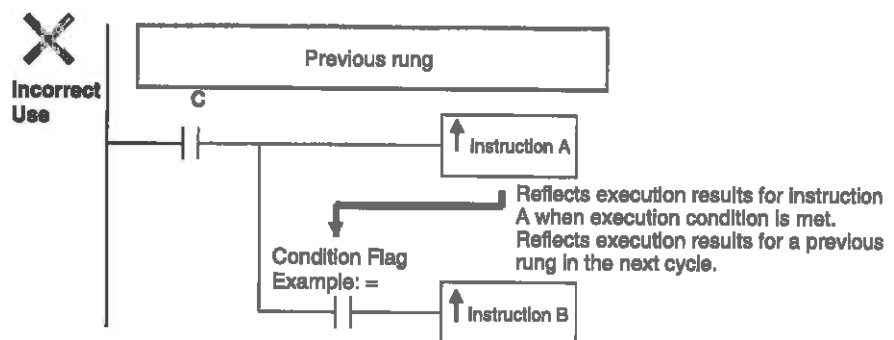 Previous rung
Incorrect
Use
C
Instruction A
Reflects execution results for instruction
A when execution condition is met.
Reflects execution results for a previous
rung in the next cycle.
Condition Flag
Example: =
Instruction B